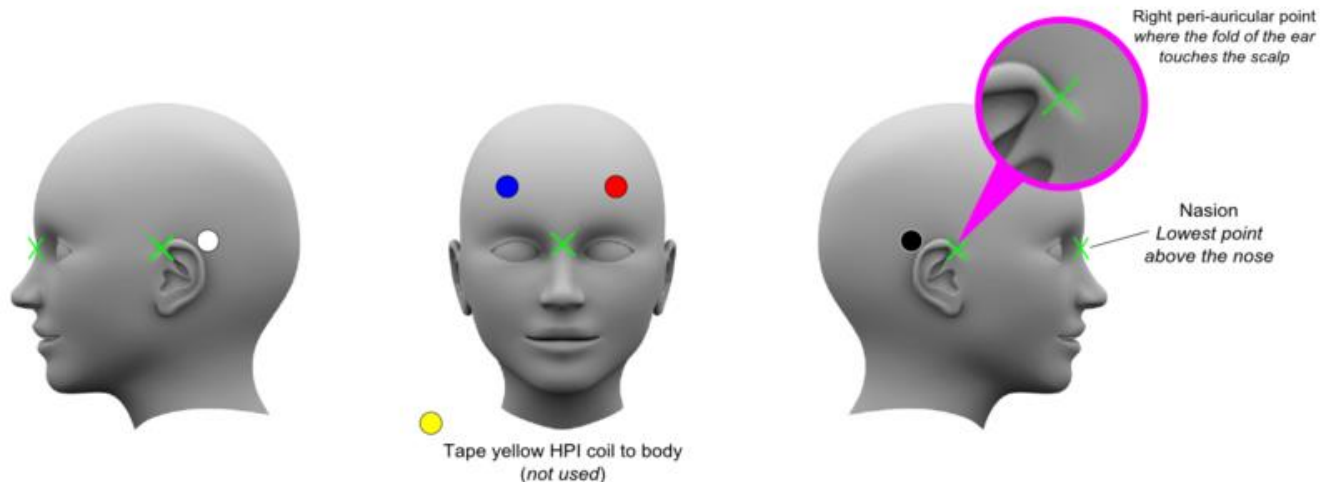 Right peri-auricular point
where the fold of the ear
touches the scalp
Nasion
Lowest point
above the nose
Tape yellow HPI coil to body
(not used)